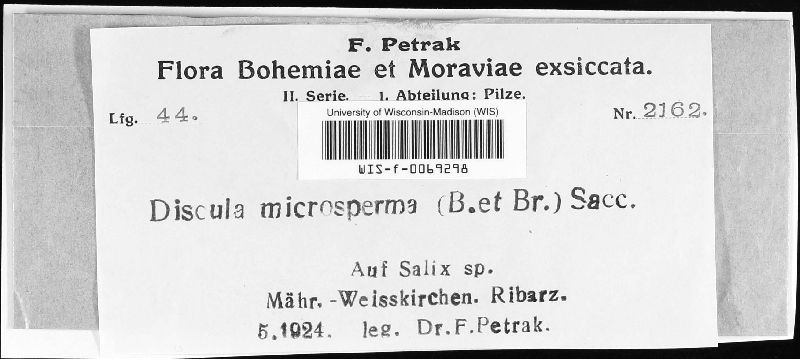 F. Petrak
Flora Bohemiae et Moraviae exsiccata.
II. Serie. 1. Abteilung: Pilze.
Lfg. 44.
Nr. 2162.
University of Wisconsin-Madison (WIS)
WIS-f-0069298
Discula microsperma (B.et Br.) Sacc.
Auf Salix sp.
Mähr.-Weisskirchen. Ribarz.
5.1924. leg. Dr.F.Petrak.